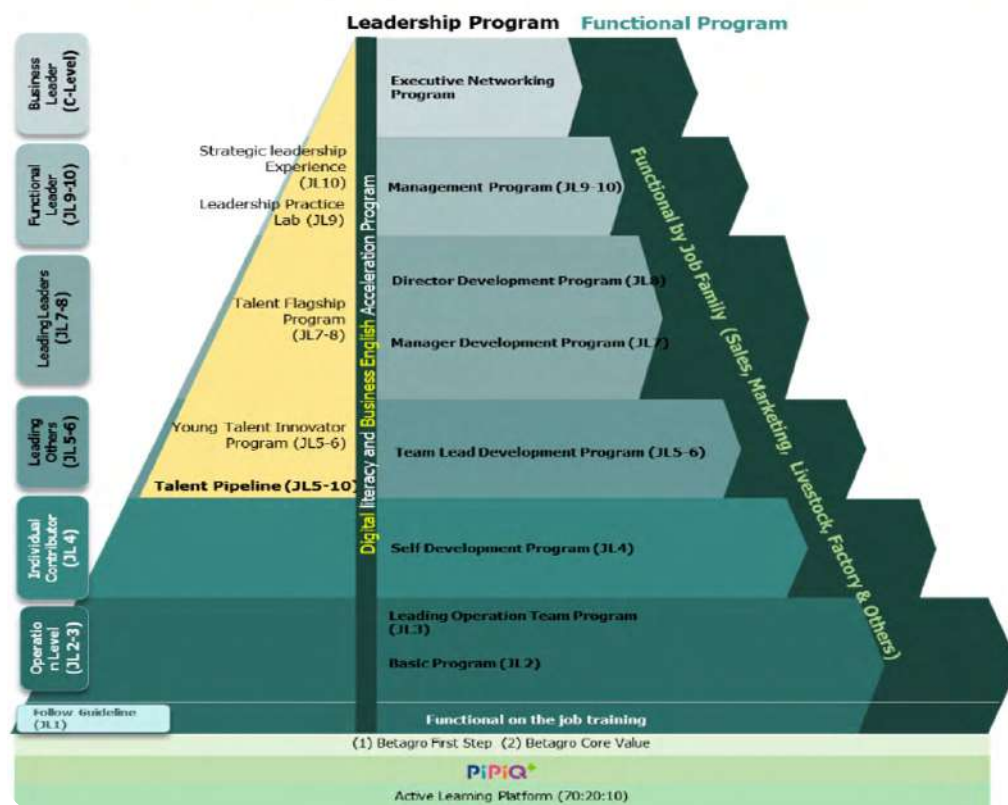 Leadership Program
Functional Program
Business
Leader
(C-Level)
Executive Networking
Program
Functional
Leader
(JL9-10)
Strategic leadership
Experience
(JL10)
Leadership Practice
Lab (JL9)
Management Program (JL9-10)
Leading Leaders
(JL 7-8)
Talent Flagship
Program
(JL7-8)
Director Development Program (JL8)
Manager Development Program (JL7)
Leading
Others
(JL5-6)
Young Talent Innovator
Program (JL5-6)
Talent Pipeline (JL5-10)
Team Lead Development Program (JL5-6)
Digital literacy and Business English Acceleration Program
Functional by Job Family (Sales, Marketing, Livestock, Factory & Others)
Individual
Contributor
(JL 4)
Self Development Program (JL4)
Operatio
n Level
(JL 2-3)
Leading Operation Team Program
(JL3)
Basic Program (JL2)
Follow Guideline
(JL1)
Functional on the job training
(1) Betagro First Step (2) Betagro Core Value
PiPiQ+
Active Learning Platform (70:20:10)